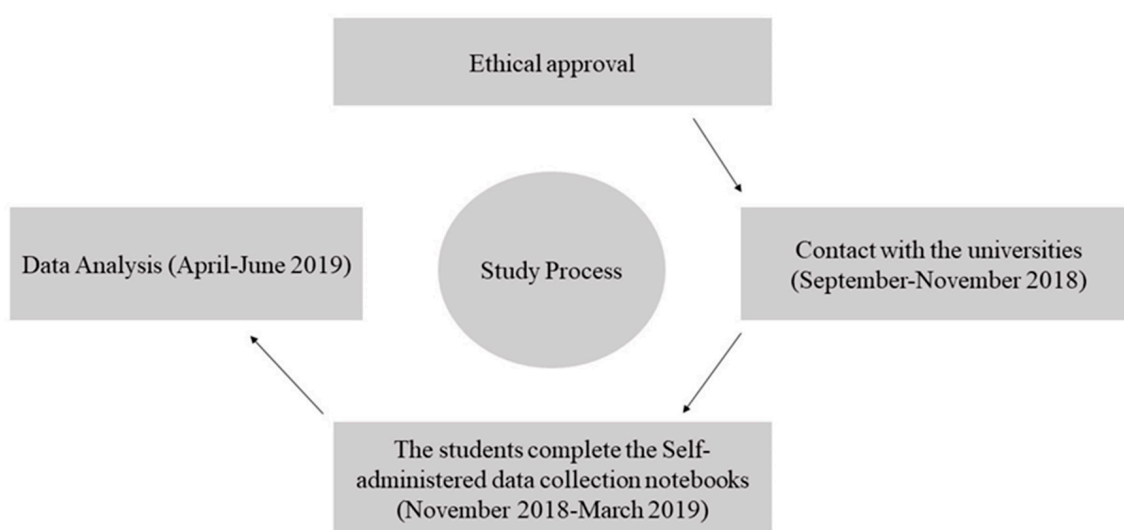 Ethical approval
Contact with the universities
(September-November 2018)
Study Process
Data Analysis (April-June 2019)
The students complete the Self-
administered data collection notebooks
(November 2018-March 2019)